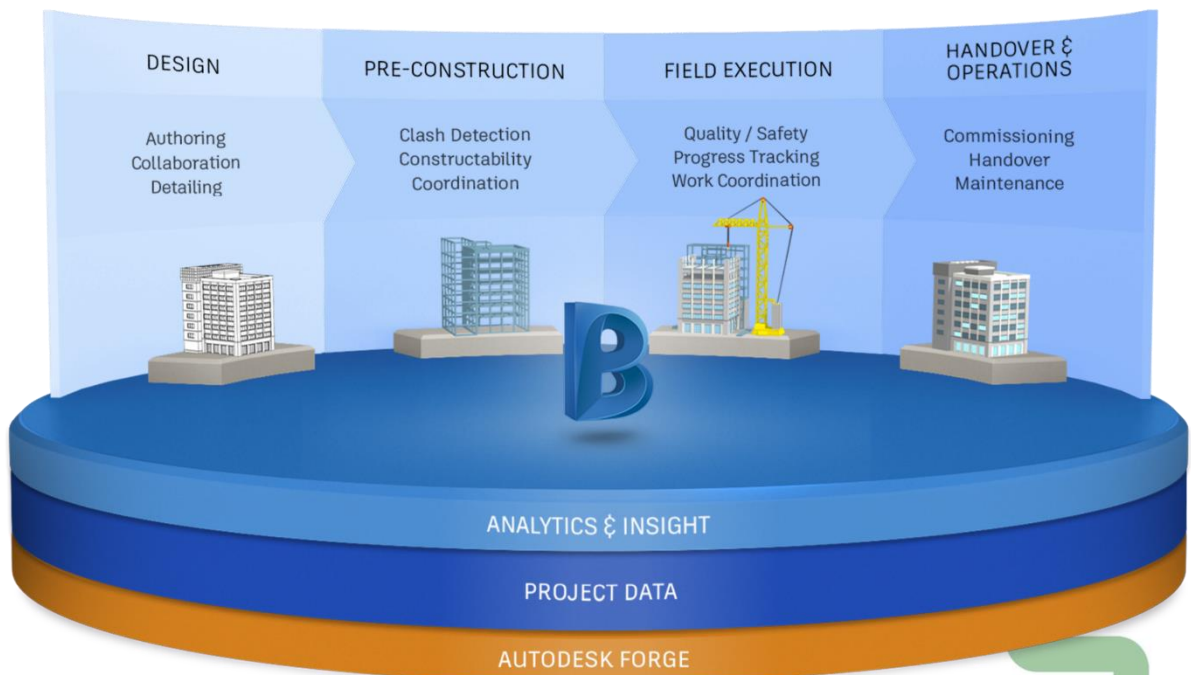 DESIGN
Authoring
Collaboration
Detailing
PRE-CONSTRUCTION
Clash Detection
Constructability
Coordination
FIELD EXECUTION
Quality / Safety
Progress Tracking
Work Coordination
HANDOVER &
OPERATIONS
Commissioning
Handover
Maintenance
B
ANALYTICS & INSIGHT
PROJECT DATA
AUTODESK FORGE